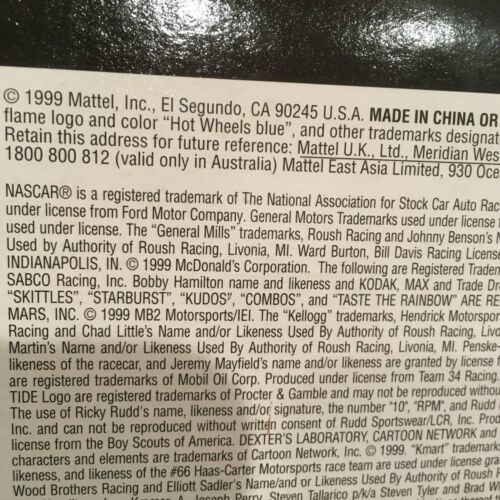 © 1999 Mattel, Inc., El Segundo, CA 90245 U.S.A. MADE IN CHINA OR
flame logo and color "Hot Wheels blue", and other trademarks designat
Retain this address for future reference: Mattel U.K., Ltd., Meridian Wes
1800 800 812 (valid only in Australia) Mattel East Asia Limited, 930 Oce
NASCAR® is a registered trademark of The National Association for Stock Car Auto Rac
under license from Ford Motor Company. General Motors Trademarks used under license t
used under license. The "General Mills" trademarks, Roush Racing and Johnny Benson's N
Used by Authority of Roush Racing, Livonia, MI. Ward Burton, Bill Davis Racing License
INDIANAPOLIS, IN. © 1999 McDonald's Corporation. The following are Registered Tradem
SABCO Racing, Inc. Bobby Hamilton name and likeness and KODAK, MAX and Trade Dre
"SKITTLES", "STARBURST", "KUDOS", "COMBOS", and "TASTE THE RAINBOW" ARE RE
MARS, INC. © 1999 MB2 Motorsports/IEI. The "Kellogg" trademarks, Hendrick Motorspor
Racing and Chad Little's Name and/or Likeness Used By Authority of Roush Racing, Livo
Martin's Name and/or Likeness Used By Authority of Roush Racing, Livonia, MI. Penske-
likeness of the racecar, and Jeremy Mayfield's name and/or likeness are granted by license f
are registered trademarks of Mobil Oil Corp. Produced under license from Team 34 Racing.
TIDE Logo are registered trademarks of Procter & Gamble and may not be reproduced withou
The use of Ricky Rudd's name, likeness and/or signature, the number "10", "RPM", and Rudd
Inc. and can not be reproduced without written consent of Rudd Sportswear/LCR, Inc. Prod
license from the Boy Scouts of America. DEXTER'S LABORATORY, CARTOON NETWORK and
characters and elements are trademarks of Cartoon Network, Inc. © 1999. "Kmart" trademarks
likeness, and likeness of the #66 Haas-Carter Motorsports race team are used under license gra
Wood Brothers Racing and Elliott Sadler's Name and/or Likeness Used By Authority of Roush
Joseph Perry, Steven Tallarico p/k/a Steven Tyler and Brad